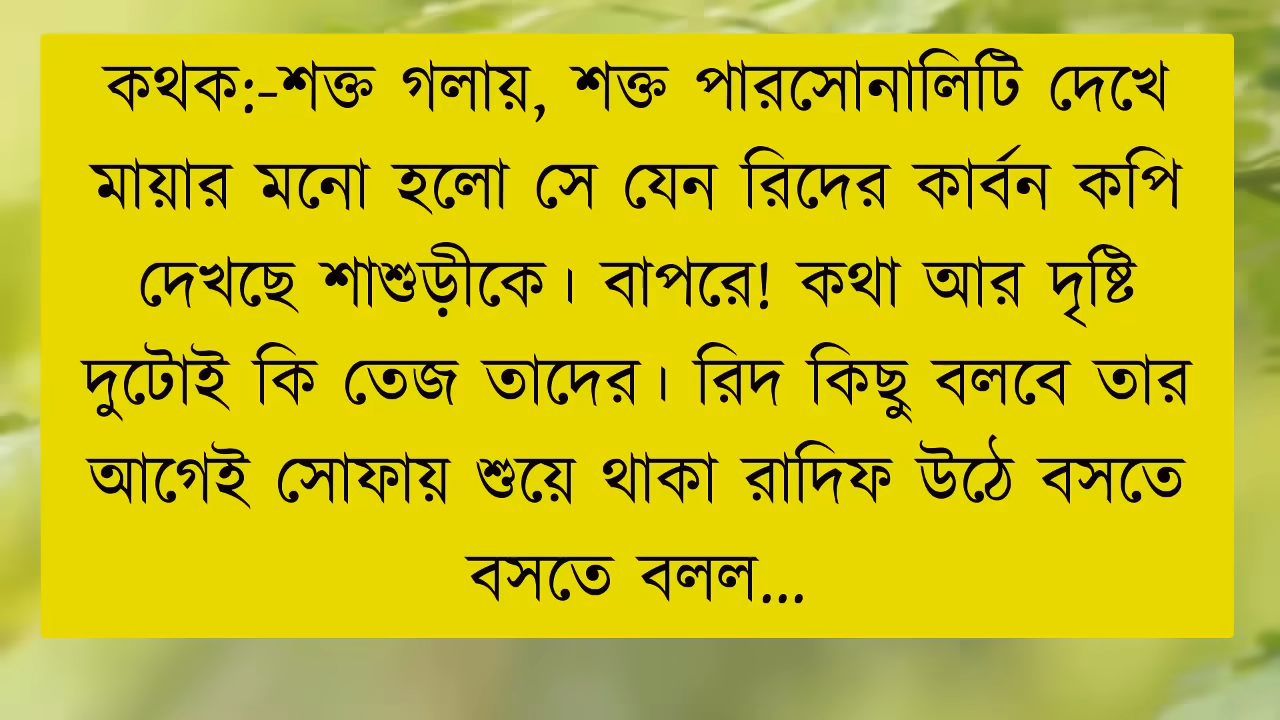 কথক:-শক্ত গলায়, শক্ত পারসোনালিটি দেখে
মায়ার মনো হলো সে যেন রিদের কার্বন কপি
দেখছে শাশুড়ীকে। বাপরে! কথা আর দৃষ্টি
দুটোই কি তেজ তাদের। রিদ কিছু বলবে তার
আগেই সোফায় শুয়ে থাকা রাদিফ উঠে বসতে
বসতে বলল...